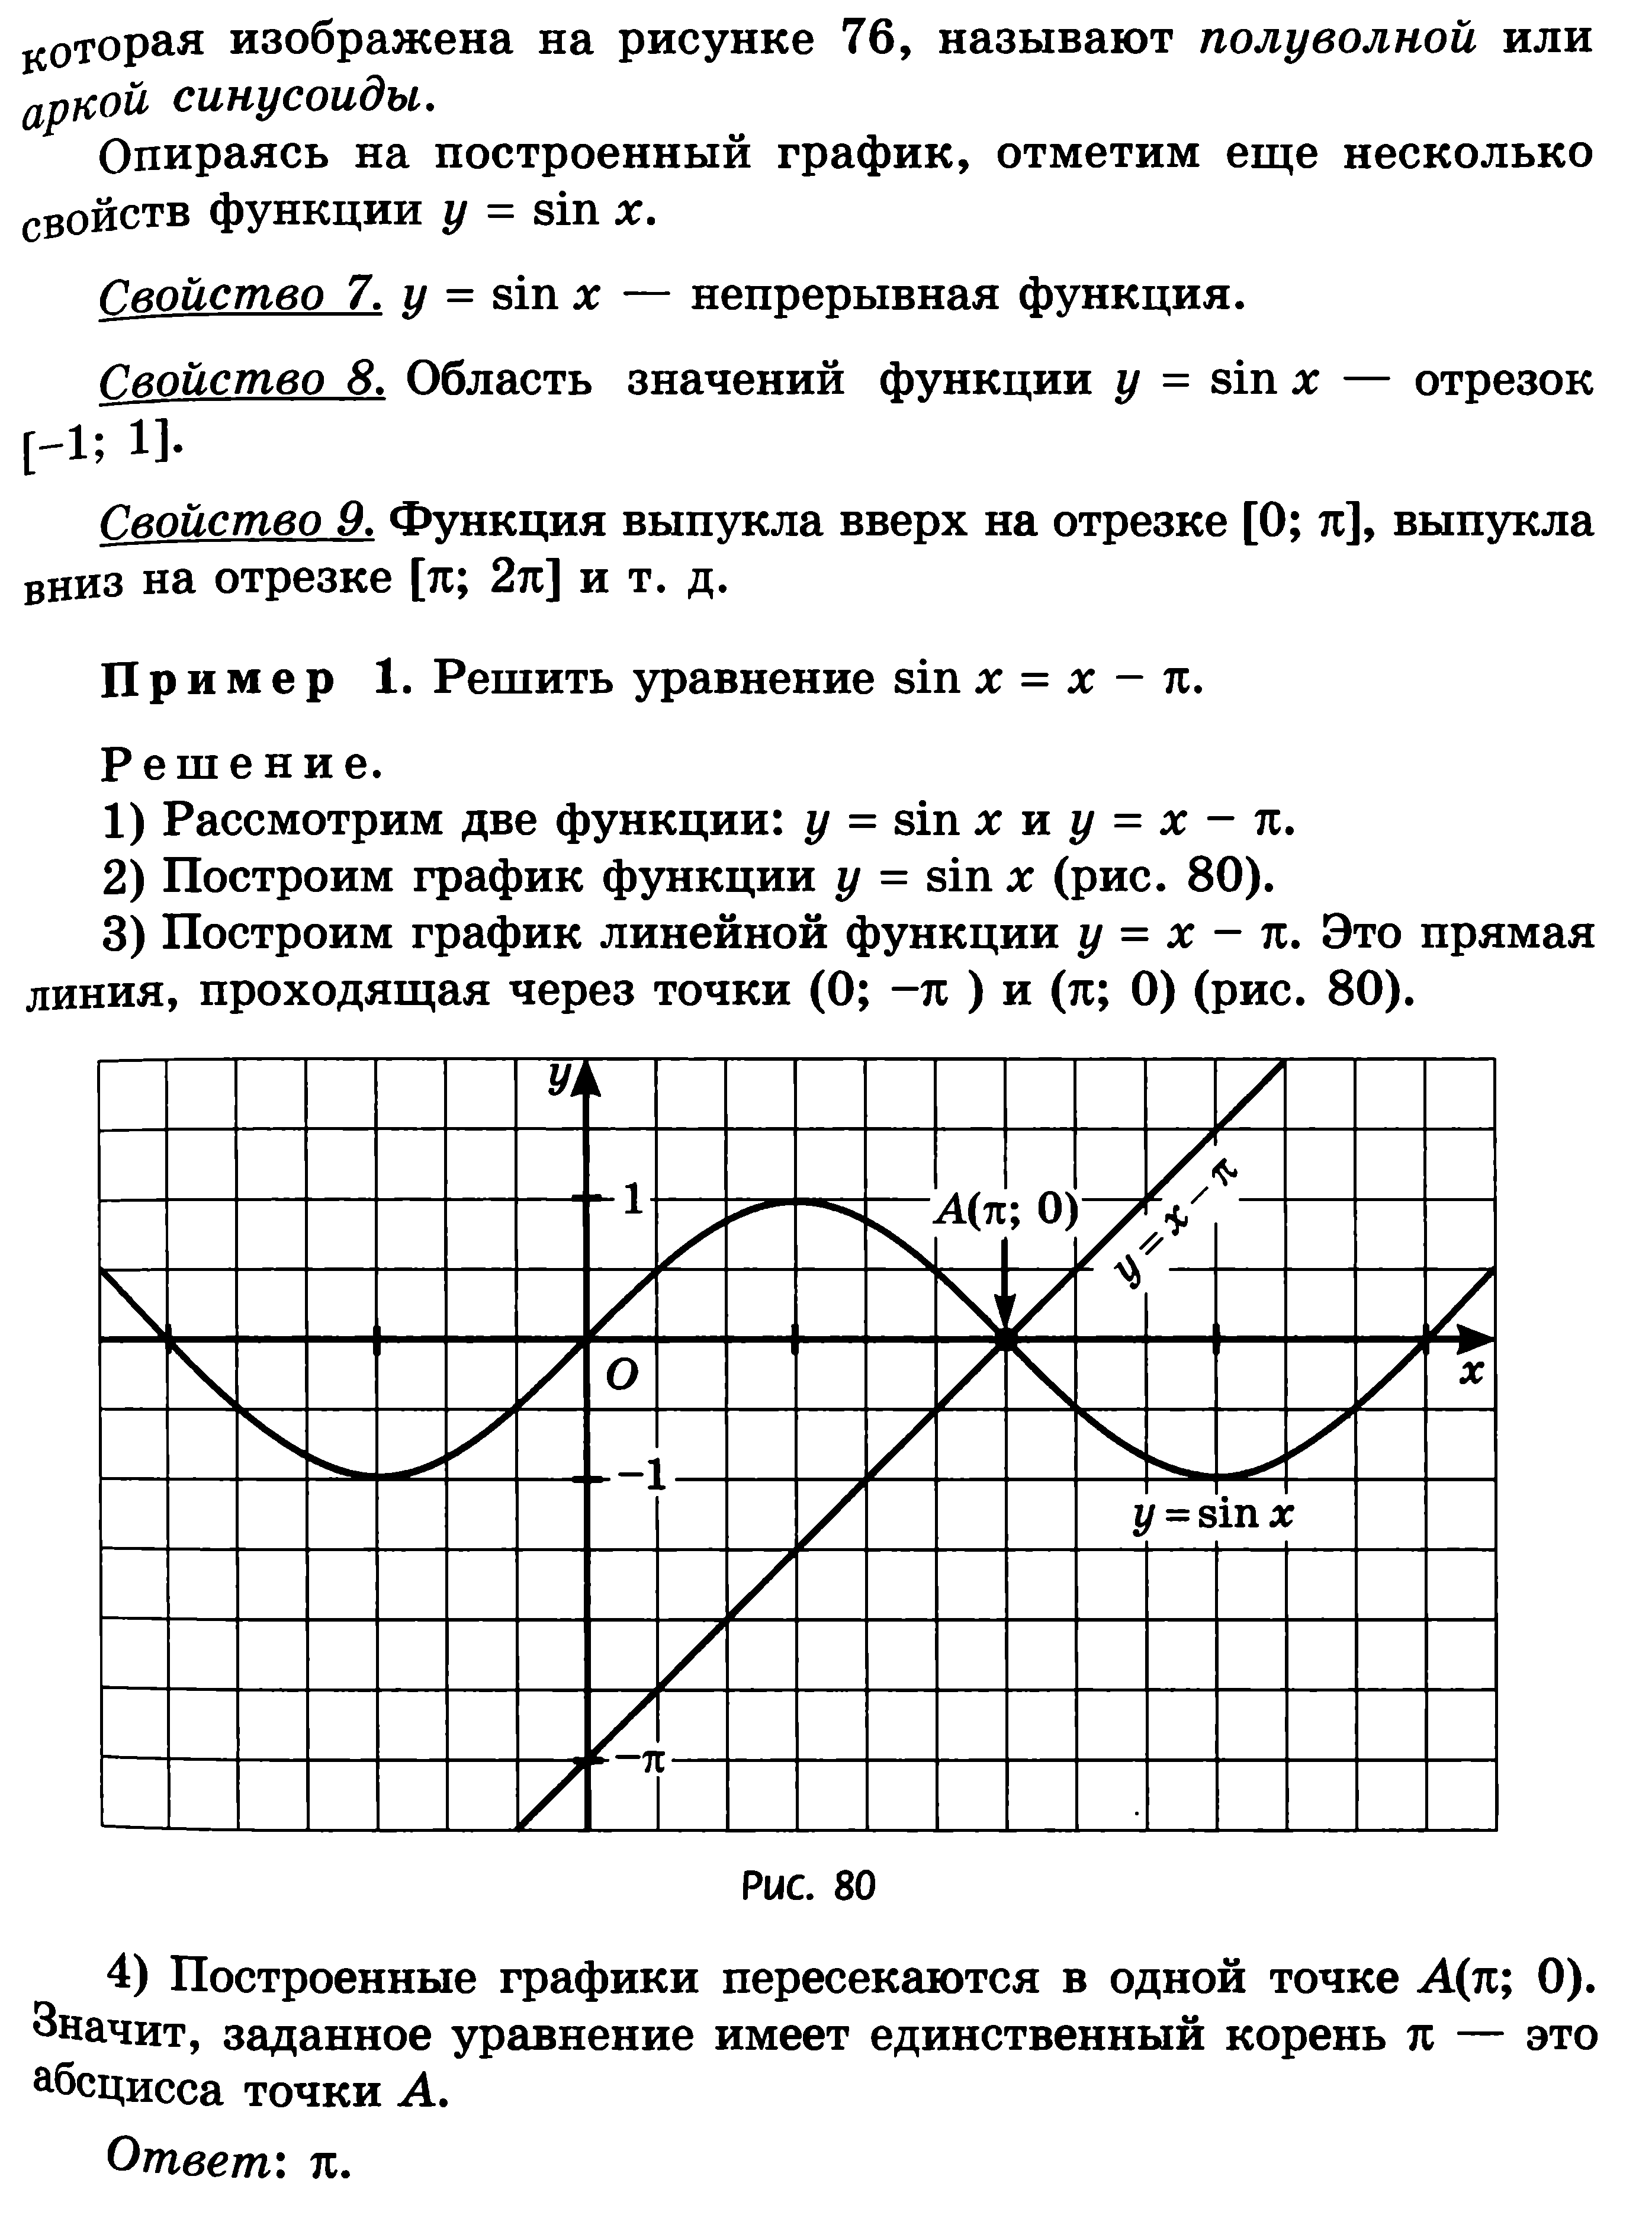 которая изображена на рисунке 76, называют полуволной или
аркой синусоиды.
Опираясь на построенный график, отметим еще несколько
свойств функции y = sin x.
Свойство 7. y = sin x — непрерывная функция.
Свойство 8. Область значений функции y = sin x — отрезок
[–1; 1].
Свойство 9. Функция выпукла вверх на отрезке [0; π], выпукла
вниз на отрезке [π; 2π] и т. д.
Пример 1. Решить уравнение sin x = x – π.
Решение.
1) Рассмотрим две функции: y = sin x и y = x – π.
2) Построим график функции y = sin x (рис. 80).
3) Построим график линейной функции y = x – π. Это прямая
линия, проходящая через точки (0; –π ) и (π; 0) (рис. 80).
y
1
A(π; 0)
y = x – π
O
x
–1
y = sin x
–π
Рис. 80
4) Построенные графики пересекаются в одной точке A(π; 0).
Значит, заданное уравнение имеет единственный корень π — это
абсцисса точки A.
Ответ: π.